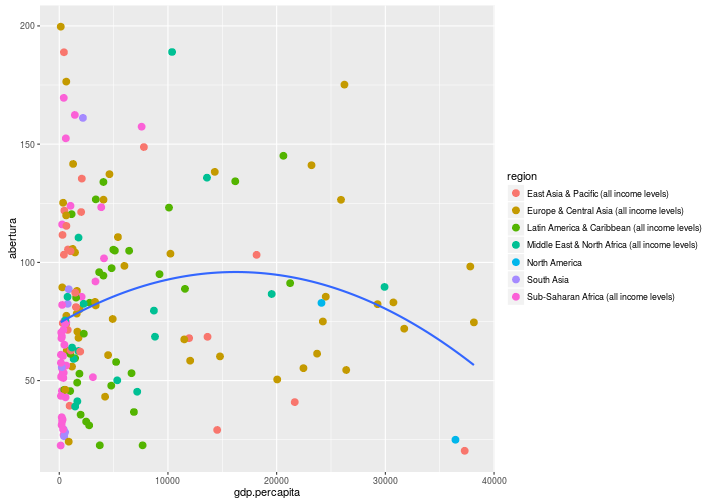 200
150
100
50
abertura
0
10000
20000
30000
40000
gdp.percapita
region
East Asia & Pacific (all income levels)
Europe & Central Asia (all income levels)
Latin America & Caribbean (all income levels)
Middle East & North Africa (all income levels)
North America
South Asia
Sub-Saharan Africa (all income levels)